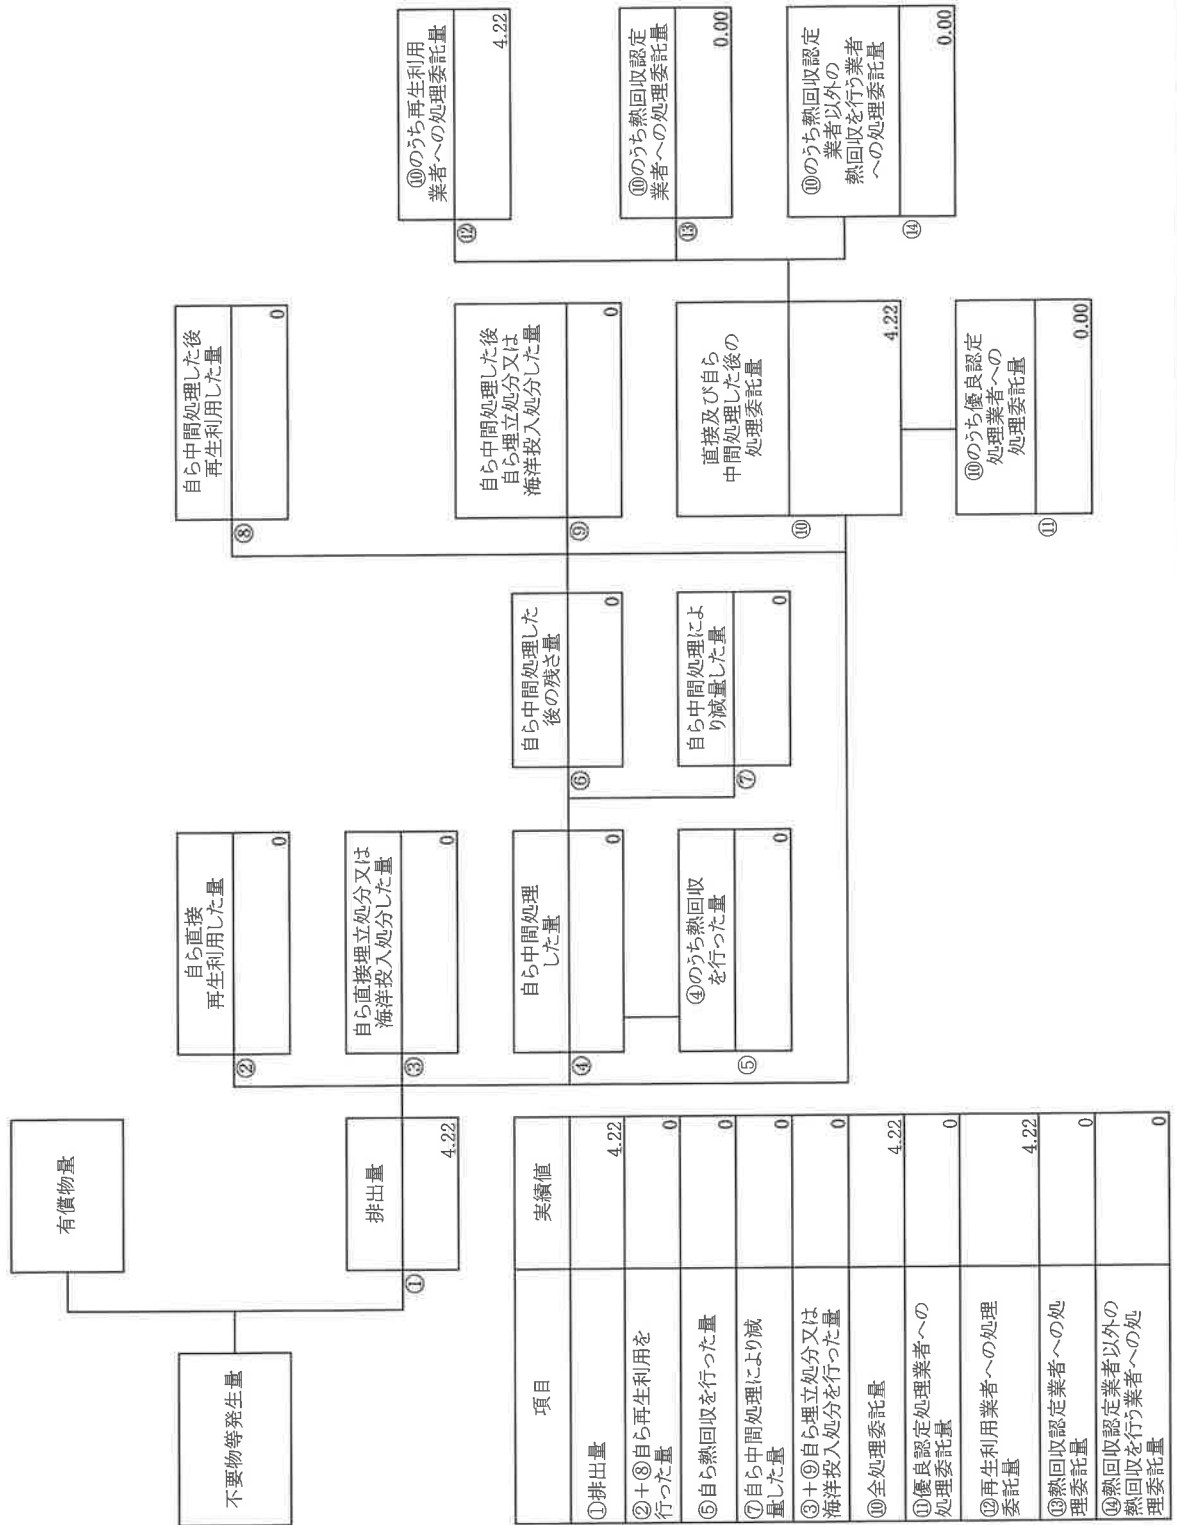 不要物等発生量
有償物量
①
排出量
4.22
②
自ら直接
再生利用した量
0
③
自ら直接埋立処分又は
海洋投入処分した量
0
④
自ら中間処理
した量
0
⑤
④のうち熱回収
を行った量
0
⑥
自ら中間処理した
後の残さ量
0
⑦
自ら中間処理によ
り減量した量
0
⑧
自ら中間処理した後
再生利用した量
0
⑨
自ら中間処理した後
自ら埋立処分又は
海洋投入処分した量
0
⑩
直接及び自ら
中間処理した後の
処理委託量
4.22
⑪
⑩のうち優良認定
処理業者への
処理委託量
0.00
⑫
⑩のうち再生利用
業者への処理委託量
4.22
⑬
⑩のうち熱回収認定
業者への処理委託量
0.00
⑭
⑩のうち熱回収認定
業者以外の
熱回収を行う業者
への処理委託量
0.00
項目 実績値
①排出量 4.22
②+⑧自ら再生利用を
行った量 0
⑤自ら熱回収を行った量 0
⑦自ら中間処理により減
量した量 0
③+⑨自ら埋立処分又は
海洋投入処分を行った量 0
⑩全処理委託量 4.22
⑪優良認定処理業者への
処理委託量 0
⑫再生利用業者への処理
委託量 4.22
⑬熱回収認定業者への処
理委託量 0
⑭熱回収認定業者以外の
熱回収を行う業者への処
理委託量 0